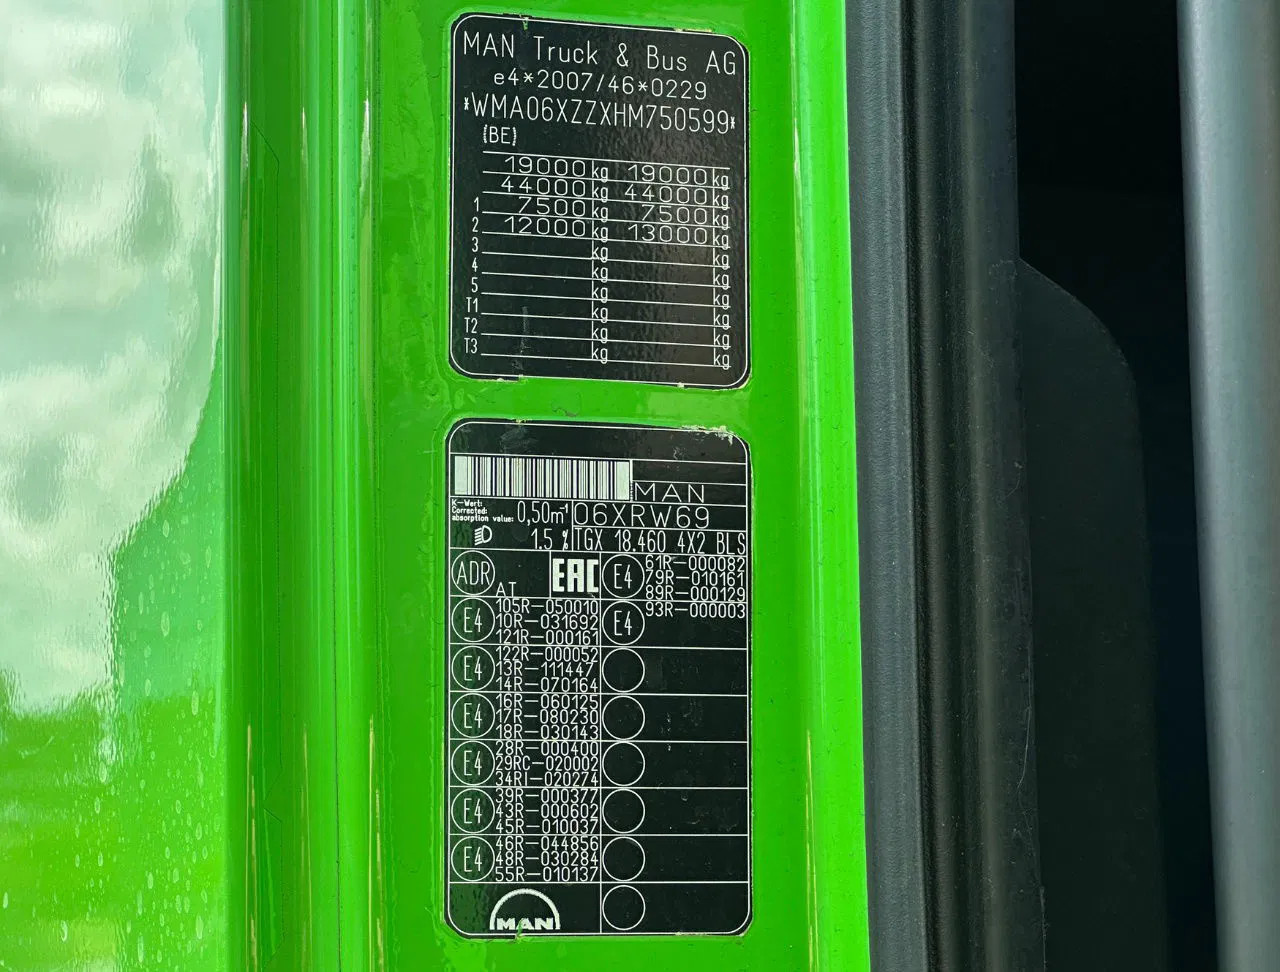 MAN Truck & Bus AG
e4*2007/46*0229
*WMA06XZZXHM750599*
(BE)
19000 kg 19000 kg
44000 kg 44000 kg
1 7500 kg 7500 kg
2 12000 kg 13000 kg
3 kg kg
4 kg kg
5 kg kg
T1 kg kg
T2 kg kg
T3 kg kg
MAN
K-Wert:
Corrected:
absorption value: 0,50m⁻¹
06XRW69
1.5 % TGX 18.460 4X2 BLS
ADR AT EAC
E4 105R-050010
10R-031692
121R-000161
E4 122R-000052
13R-111447
14R-070164
E4 16R-060125
17R-080230
18R-030143
E4 28R-000400
29RC-020002
34RI-020274
E4 39R-000377
43R-000602
45R-010037
E4 46R-044856
48R-030284
55R-010137
E4 61R-000082
79R-010161
89R-000129
E4 93R-000003
MAN